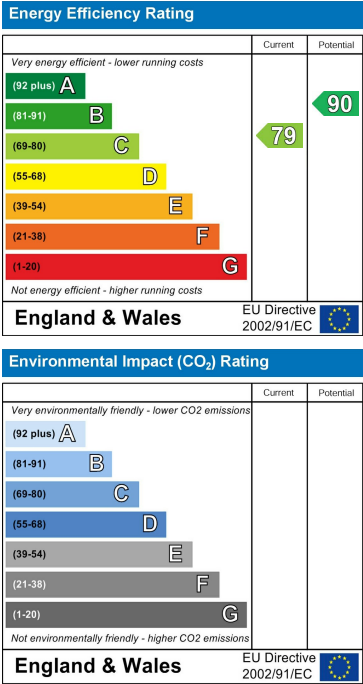 Energy Efficiency Rating
Current Potential
Very energy efficient - lower running costs
(92 plus) A
(81-91) B
(69-80) C
(55-68) D
(39-54) E
(21-38) F
(1-20) G
79
90
Not energy efficient - higher running costs
England & Wales
EU Directive
2002/91/EC
Environmental Impact (CO₂) Rating
Current Potential
Very environmentally friendly - lower CO2 emissions
(92 plus) A
(81-91) B
(69-80) C
(55-68) D
(39-54) E
(21-38) F
(1-20) G
Not environmentally friendly - higher CO2 emissions
England & Wales
EU Directive
2002/91/EC